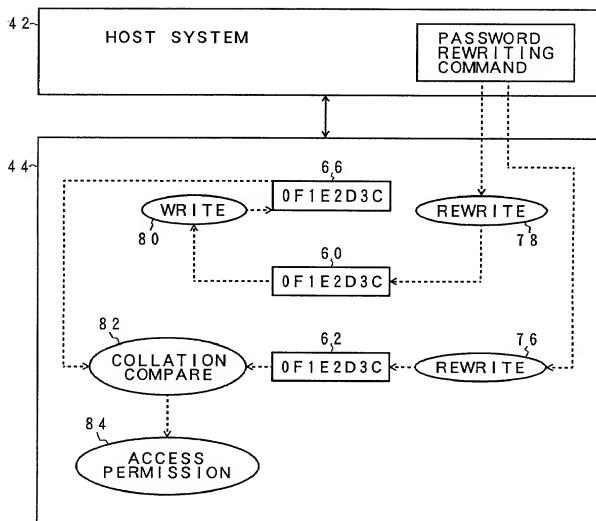 42
HOST SYSTEM
PASSWORD
REWRITING
COMMAND
44
66
0F1E2D3C
WRITE
80
REWRITE
78
60
0F1E2D3C
82
COLLATION
COMPARE
62
0F1E2D3C
76
REWRITE
84
ACCESS
PERMISSION